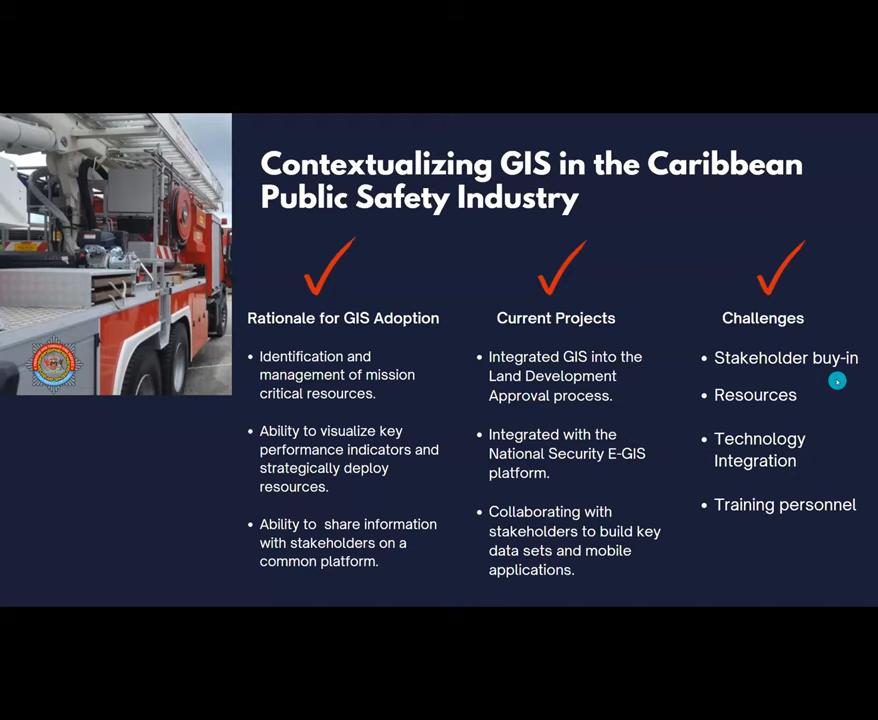 Contextualizing GIS in the Caribbean
Public Safety Industry
Rationale for GIS Adoption
• Identification and
management of mission
critical resources.
• Ability to visualize key
performance indicators and
strategically deploy
resources.
• Ability to share information
with stakeholders on a
common platform.
Current Projects
• Integrated GIS into the
Land Development
Approval process.
• Integrated with the
National Security E-GIS
platform.
• Collaborating with
stakeholders to build key
data sets and mobile
applications.
Challenges
• Stakeholder buy-in
• Resources
• Technology
Integration
• Training personnel